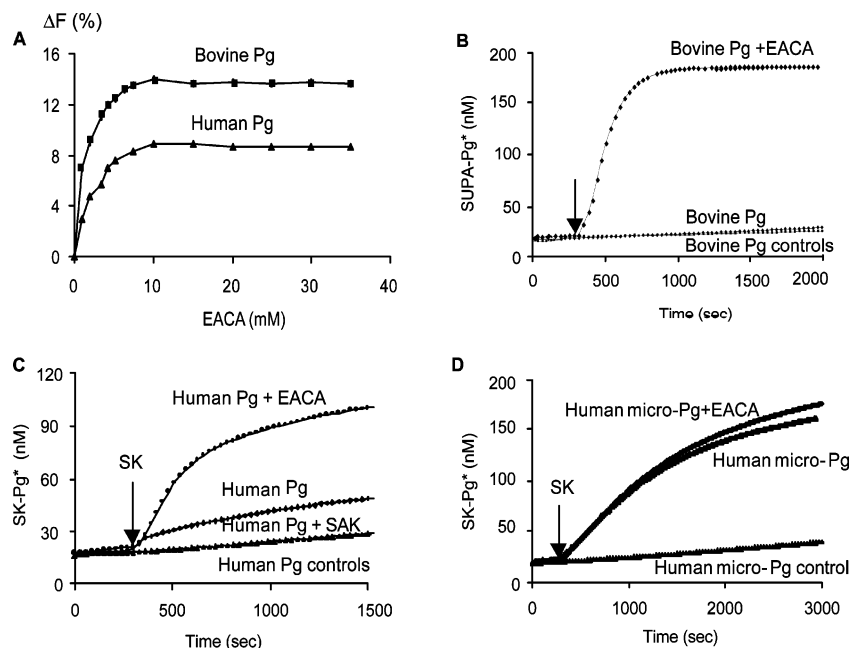 ΔF (%)
A
16
12
8
4
0
Bovine Pg
Human Pg
0
10
20
30
40
EACA (mM)
B
SUPA-Pg* (nM)
200
150
100
50
0
Bovine Pg +EACA
Bovine Pg
Bovine Pg controls
0
500
1000
1500
2000
Time (sec)
C
SK-Pg* (nM)
120
90
60
30
0
Human Pg + EACA
SK
Human Pg
Human Pg + SAK
Human Pg controls
0
500
1000
1500
Time (sec)
D
SK-Pg* (nM)
200
150
100
50
0
Human micro-Pg+EACA
Human micro-Pg
SK
Human micro-Pg control
0
1000
2000
3000
Time (sec)